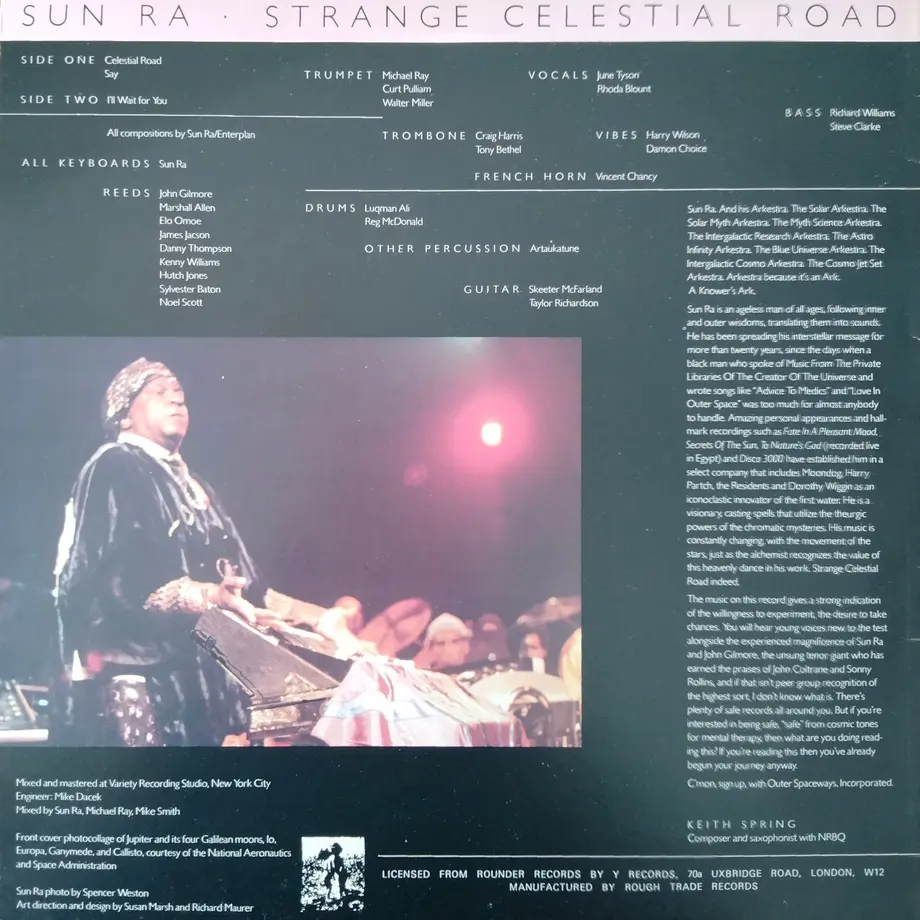 SUN RA · STRANGE CELESTIAL ROAD
SIDE ONE Celestial Road
Say
SIDE TWO I'll Wait for You
All compositions by Sun Ra/Enterplan
ALL KEYBOARDS Sun Ra
REEDS John Gilmore
Marshall Allen
Elo Omoe
James Jacson
Danny Thompson
Kenny Williams
Hutch Jones
Sylvester Baton
Noel Scott
TRUMPET Michael Ray
Curt Pulliam
Walter Miller
VOCALS June Tyson
Rhoda Blount
BASS Richard Williams
Steve Clarke
TROMBONE Craig Harris
Tony Bethel
VIBES Harry Wilson
Damon Choice
FRENCH HORN Vincent Chancy
DRUMS Luqman Ali
Reg McDonald
OTHER PERCUSSION Artaukatune
GUITAR Skeeter McFarland
Taylor Richardson
Sun Ra. And his Arkestra. The Solar Arkestra. The
Solar Myth Arkestra. The Myth Science Arkestra.
The Intergalactic Research Arkestra. The Astro
Infinity Arkestra. The Blue Universe Arkestra. The
Intergalactic Cosmo Arkestra. The Cosmo Jet Set
Arkestra. Arkestra because it's an Ark.
A Knower's Ark.
Sun Ra is an ageless man of all ages, following inner
and outer wisdoms, translating them into sounds.
He has been spreading his interstellar message for
more than twenty years, since the days when a
black man who spoke of Music From The Private
Libraries Of The Creator Of The Universe and
wrote songs like "Advice To Medics" and "Love In
Outer Space" was too much for almost anybody
to handle. Amazing personal appearances and hall-
mark recordings such as Fate In A Pleasant Mood,
Secrets Of The Sun, To Nature's God (recorded live
in Egypt) and Disco 3000 have established him in a
select company that includes Moondog, Harry
Partch, the Residents and Dorothy Wiggin as an
iconoclastic innovator of the first water. He is a
visionary, casting spells that utilize the theurgic
powers of the chromatic mysteries. His music is
constantly changing, with the movement of the
stars, just as the alchemist recognizes the value of
this heavenly dance in his work. Strange Celestial
Road indeed.
The music on this record gives a strong indication
of the willingness to experiment, the desire to take
chances. You will hear young voices new to the test
alongside the experienced magnificence of Sun Ra
and John Gilmore, the unsung tenor giant who has
earned the praises of John Coltrane and Sonny
Rollins, and if that isn't peer group recognition of
the highest sort, I don't know what is. There's
plenty of safe records all around you. But if you're
interested in being safe, "safe" from cosmic tones
for mental therapy, then what are you doing read-
ing this? If you're reading this then you've already
begun your journey anyway.
C'mon, sign up, with Outer Spaceways, Incorporated.
KEITH SPRING
Composer and saxophonist with NRBQ
Mixed and mastered at Variety Recording Studio, New York City
Engineer: Mike Dacek
Mixed by Sun Ra, Michael Ray, Mike Smith
Front cover photocollage of Jupiter and its four Galilean moons, Io,
Europa, Ganymede, and Callisto, courtesy of the National Aeronautics
and Space Administration
Sun Ra photo by Spencer Weston
Art direction and design by Susan Marsh and Richard Maurer
LICENSED FROM ROUNDER RECORDS BY Y RECORDS, 70a UXBRIDGE ROAD, LONDON, W12
MANUFACTURED BY ROUGH TRADE RECORDS